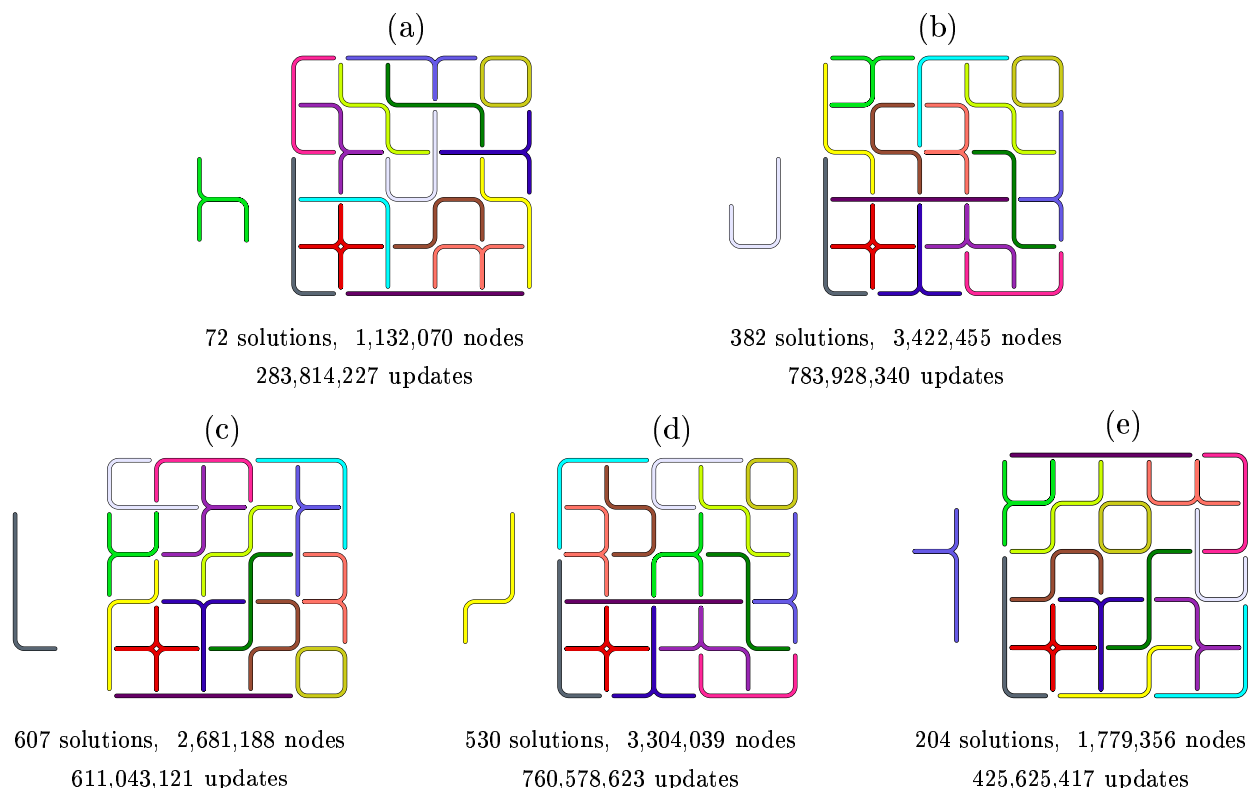 (a)
72 solutions, 1,132,070 nodes
283,814,227 updates
(b)
382 solutions, 3,422,455 nodes
783,928,340 updates
(c)
607 solutions, 2,681,188 nodes
611,043,121 updates
(d)
530 solutions, 3,304,039 nodes
760,578,623 updates
(e)
204 solutions, 1,779,356 nodes
425,625,417 updates